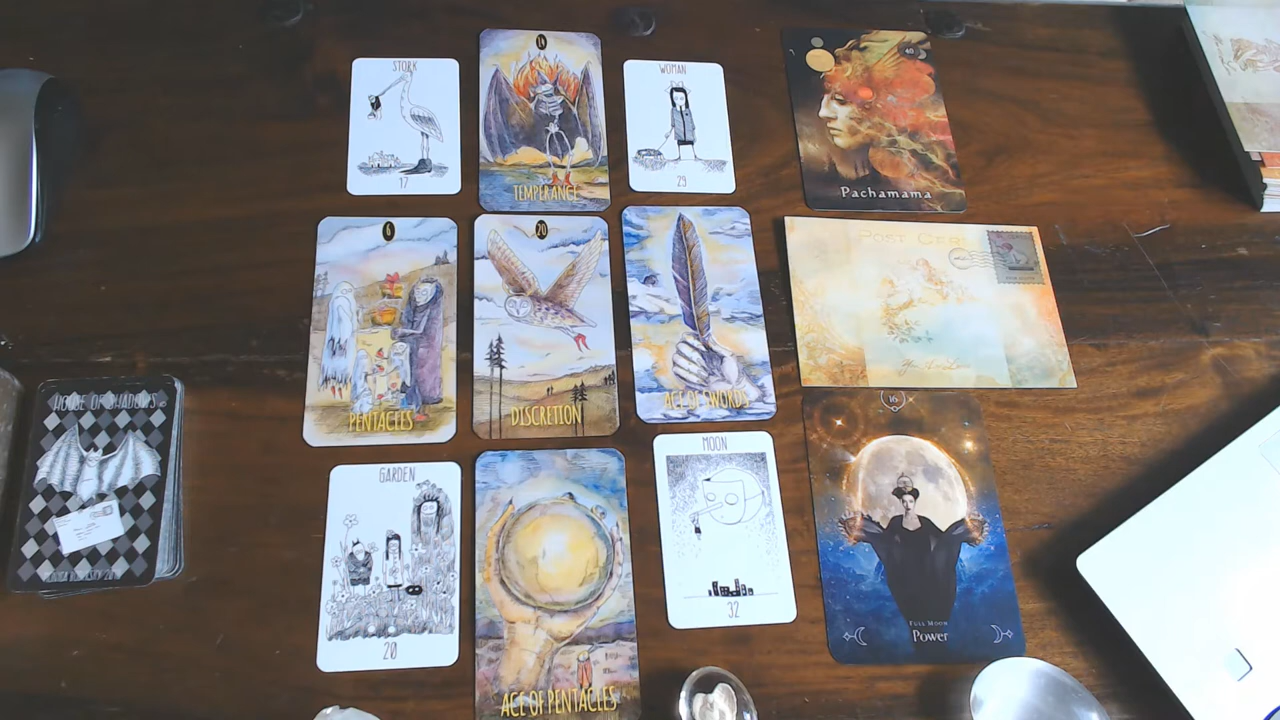 STORK
17
14
TEMPERANCE
WOMAN
29
40
Pachamama
6
PENTACLES
20
DISCRETION
ACE OF SWORDS
POST CARD
HOUSE OF SHADOWS
GARDEN
20
ACE OF PENTACLES
MOON
32
16
FULL MOON
Power